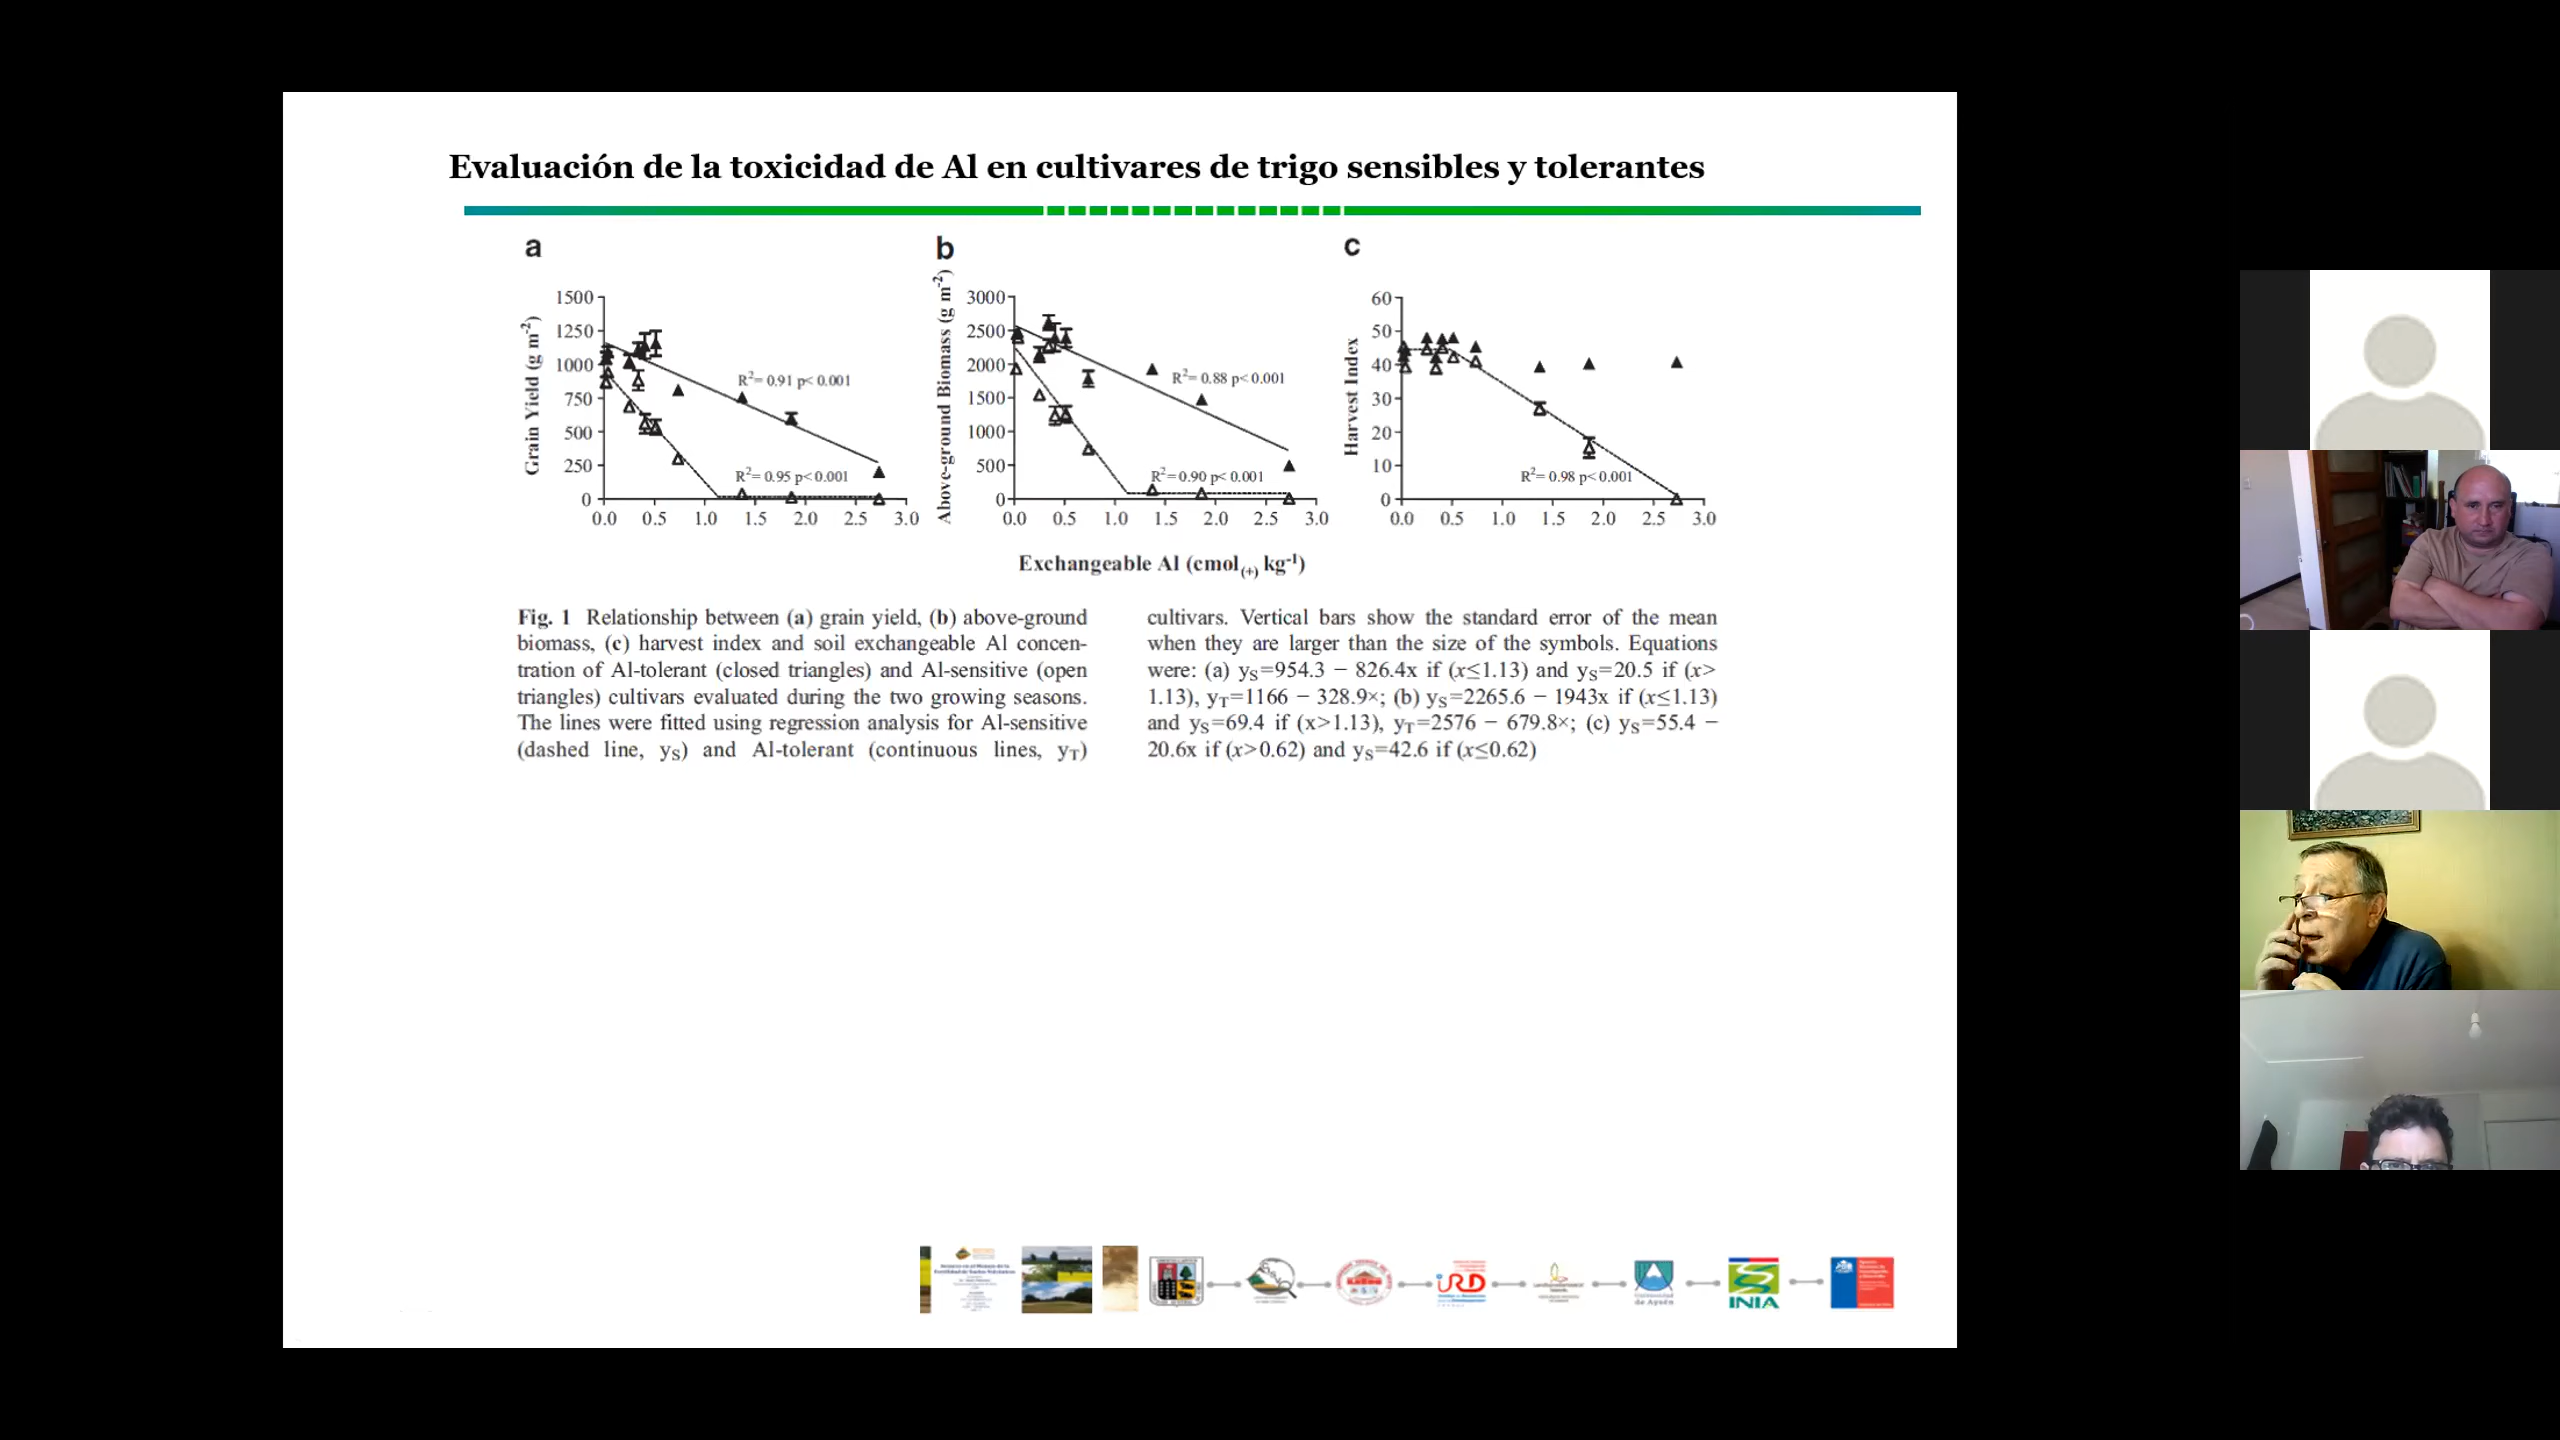 Evaluación de la toxicidad de Al en cultivares de trigo sensibles y tolerantes
a
Grain Yield (g m⁻²)
1500
1250
1000
750
500
250
0
R²= 0.91 p< 0.001
R²= 0.95 p<0.001
0.0 0.5 1.0 1.5 2.0 2.5 3.0
b
Above-ground Biomass (g m⁻²)
3000
2500
2000
1500
1000
500
0
R²= 0.88 p<0.001
R²= 0.90 p<0.001
0.0 0.5 1.0 1.5 2.0 2.5 3.0
c
Harvest Index
60
50
40
30
20
10
0
R²= 0.98 p<0.001
0.0 0.5 1.0 1.5 2.0 2.5 3.0
Exchangeable Al (cmol₍₊₎ kg⁻¹)
Fig. 1 Relationship between (a) grain yield, (b) above-ground
biomass, (c) harvest index and soil exchangeable Al concen-
tration of Al-tolerant (closed triangles) and Al-sensitive (open
triangles) cultivars evaluated during the two growing seasons.
The lines were fitted using regression analysis for Al-sensitive
(dashed line, yS) and Al-tolerant (continuous lines, yT)
cultivars. Vertical bars show the standard error of the mean
when they are larger than the size of the symbols. Equations
were: (a) yS=954.3 − 826.4x if (x≤1.13) and yS=20.5 if (x>
1.13), yT=1166 − 328.9×; (b) yS=2265.6 − 1943x if (x≤1.13)
and yS=69.4 if (x>1.13), yT=2576 − 679.8×; (c) yS=55.4 −
20.6x if (x>0.62) and yS=42.6 if (x≤0.62)
iRD
Universidad
de Aysén
INIA